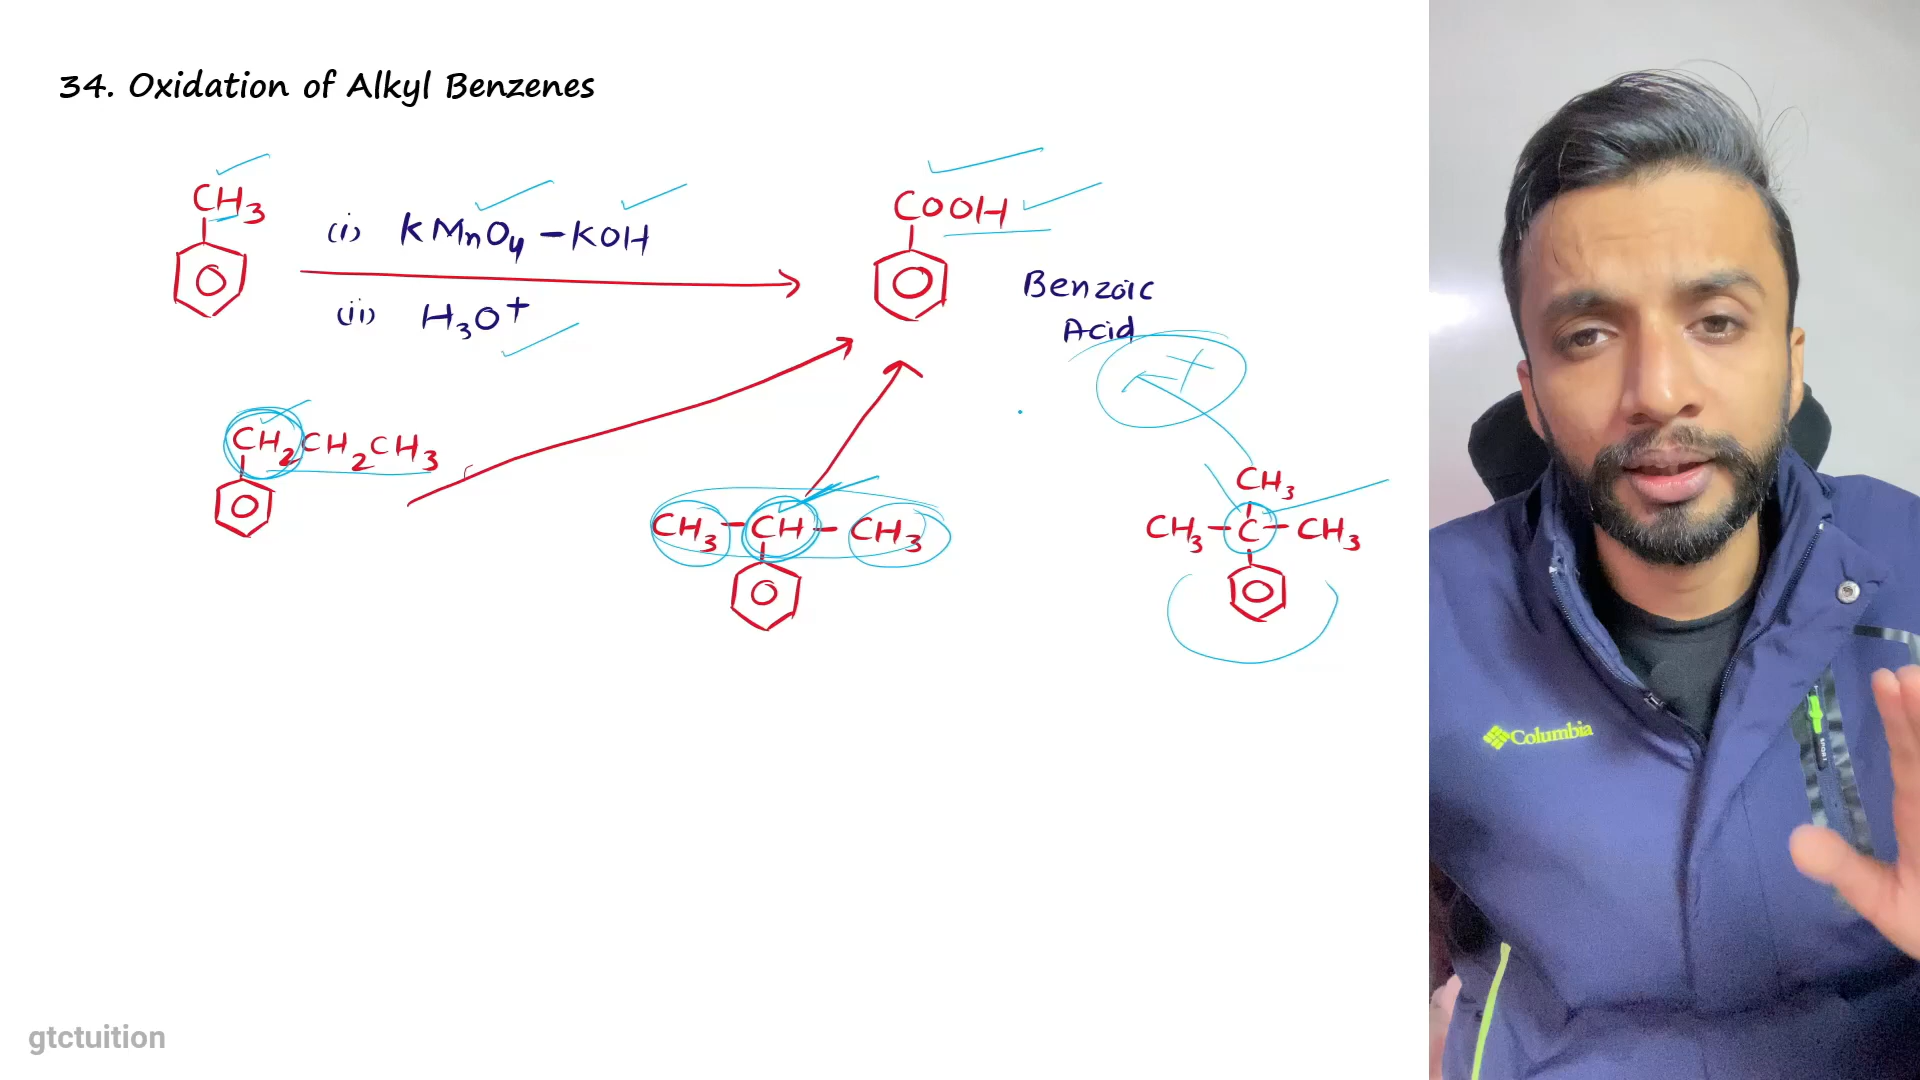 34. Oxidation of Alkyl Benzenes
CH3
(i) KMnO4 - KOH
(ii) H3O+
COOH
Benzoic
Acid
CH2CH2CH3
CH3-CH-CH3
CH3
CH3-C-CH3
Columbia
gtctuition